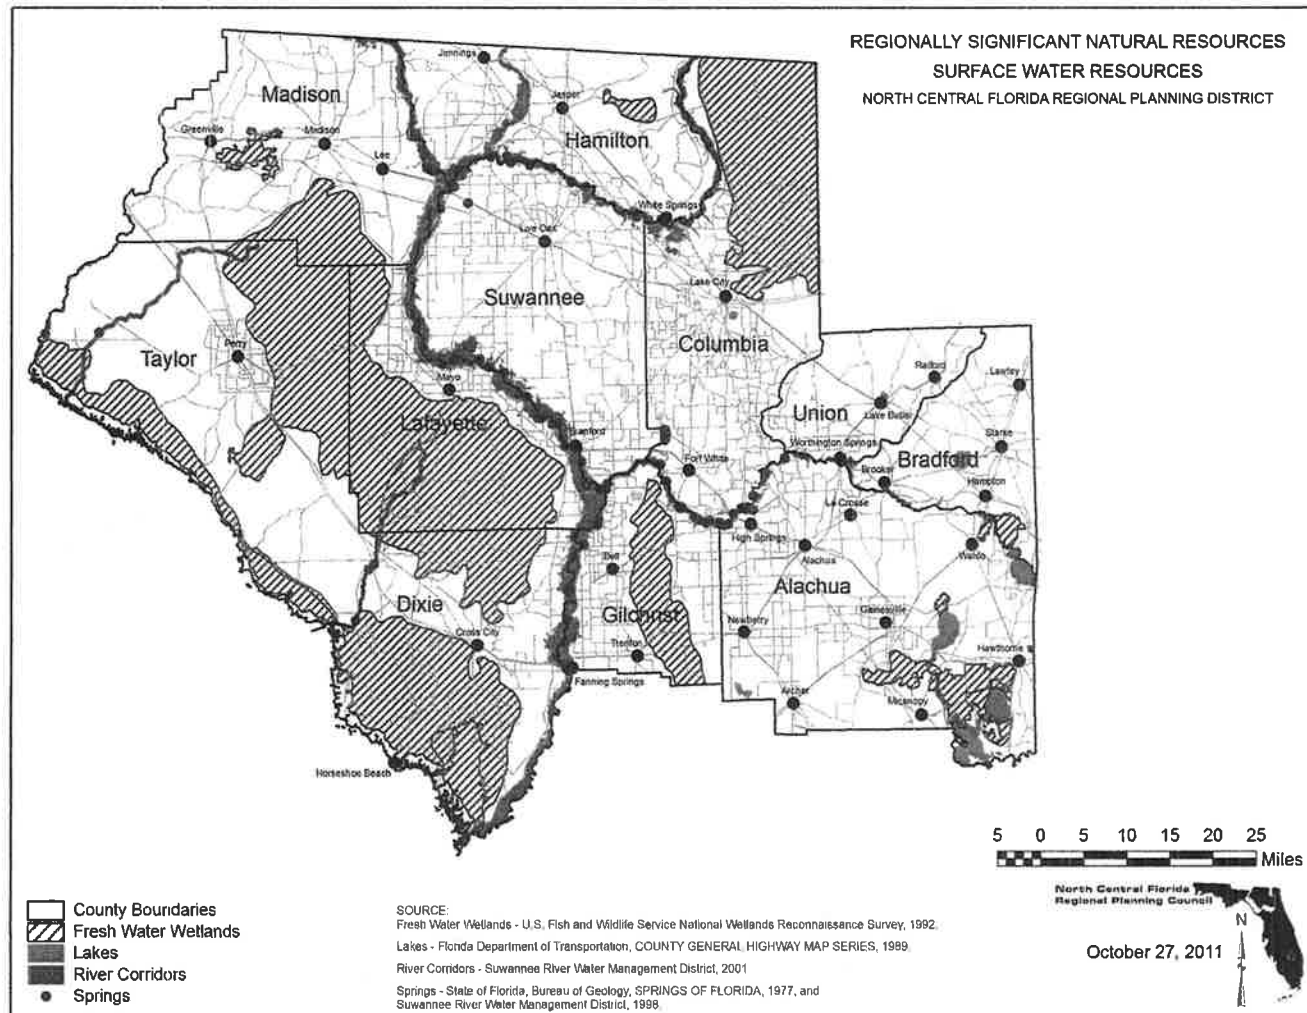 REGIONALLY SIGNIFICANT NATURAL RESOURCES
SURFACE WATER RESOURCES
NORTH CENTRAL FLORIDA REGIONAL PLANNING DISTRICT
Jennings
Madison
Jasper
Greenville
Madison
Hamilton
Lee
White Springs
Live Oak
Lake City
Suwannee
Columbia
Taylor
Perry
Raiford
Lawtey
Mayo
Union
Lake Butler
Lafayette
Branford
Worthington Springs
Starke
Bradford
Fort White
Brooker
Hampton
La Crosse
High Springs
Waldo
Bell
Alachua
Alachua
Dixie
Gilchrist
Gainesville
Newberry
Cross City
Trenton
Hawthorne
Fanning Springs
Archer
Micanopy
Horseshoe Beach
5 0 5 10 15 20 25
Miles
North Central Florida
Regional Planning Council
N
October 27, 2011
County Boundaries
Fresh Water Wetlands
Lakes
River Corridors
Springs
SOURCE:
Fresh Water Wetlands - U.S. Fish and Wildlife Service National Wetlands Reconnaissance Survey, 1992.
Lakes - Florida Department of Transportation, COUNTY GENERAL HIGHWAY MAP SERIES, 1989.
River Corridors - Suwannee River Water Management District, 2001
Springs - State of Florida, Bureau of Geology, SPRINGS OF FLORIDA, 1977, and
Suwannee River Water Management District, 1998.